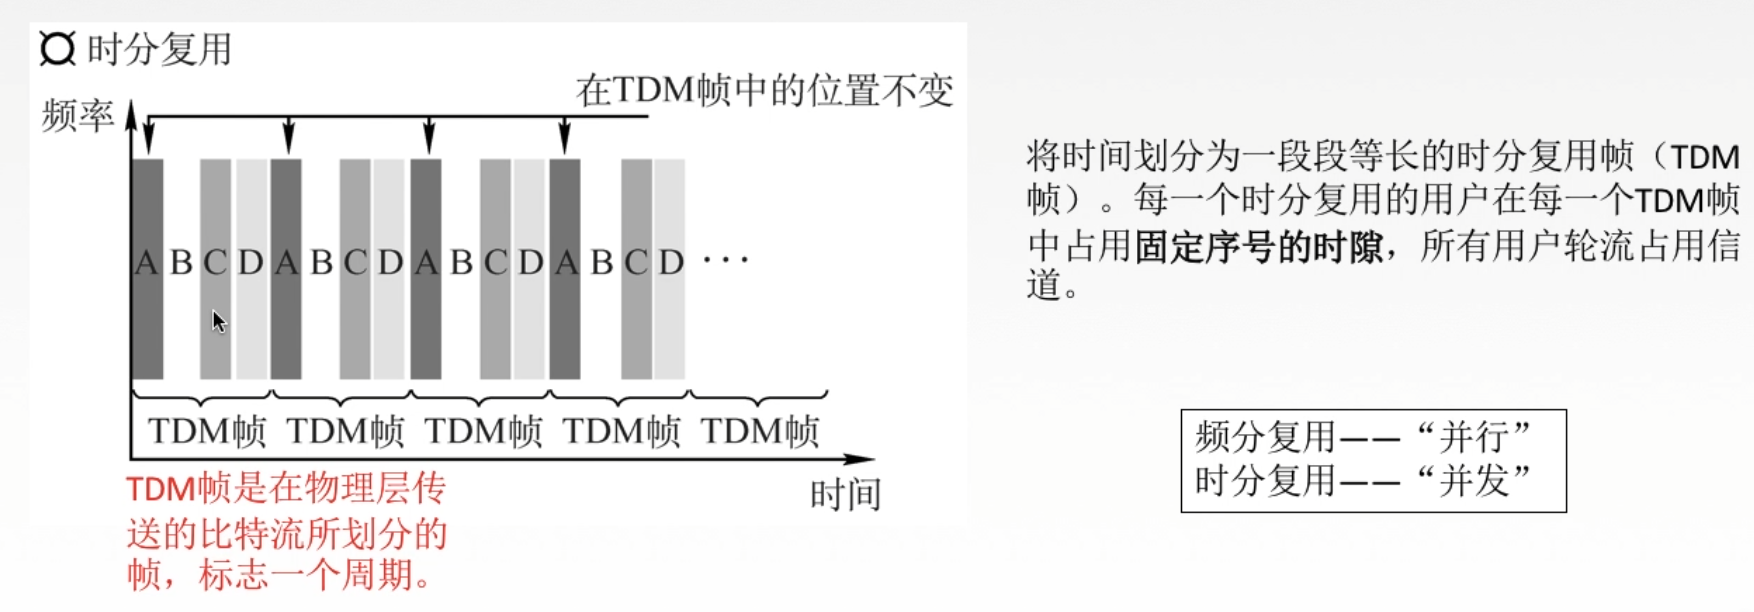 ¤ 时分复用
在TDM帧中的位置不变
频率
A B C D A B C D A B C D A B C D ···
TDM帧 TDM帧 TDM帧 TDM帧 TDM帧
时间
TDM帧是在物理层传
送的比特流所划分的
帧，标志一个周期。
将时间划分为一段段等长的时分复用帧（TDM
帧）。每一个时分复用的用户在每一个TDM帧
中占用固定序号的时隙，所有用户轮流占用信
道。
频分复用——“并行”
时分复用——“并发”